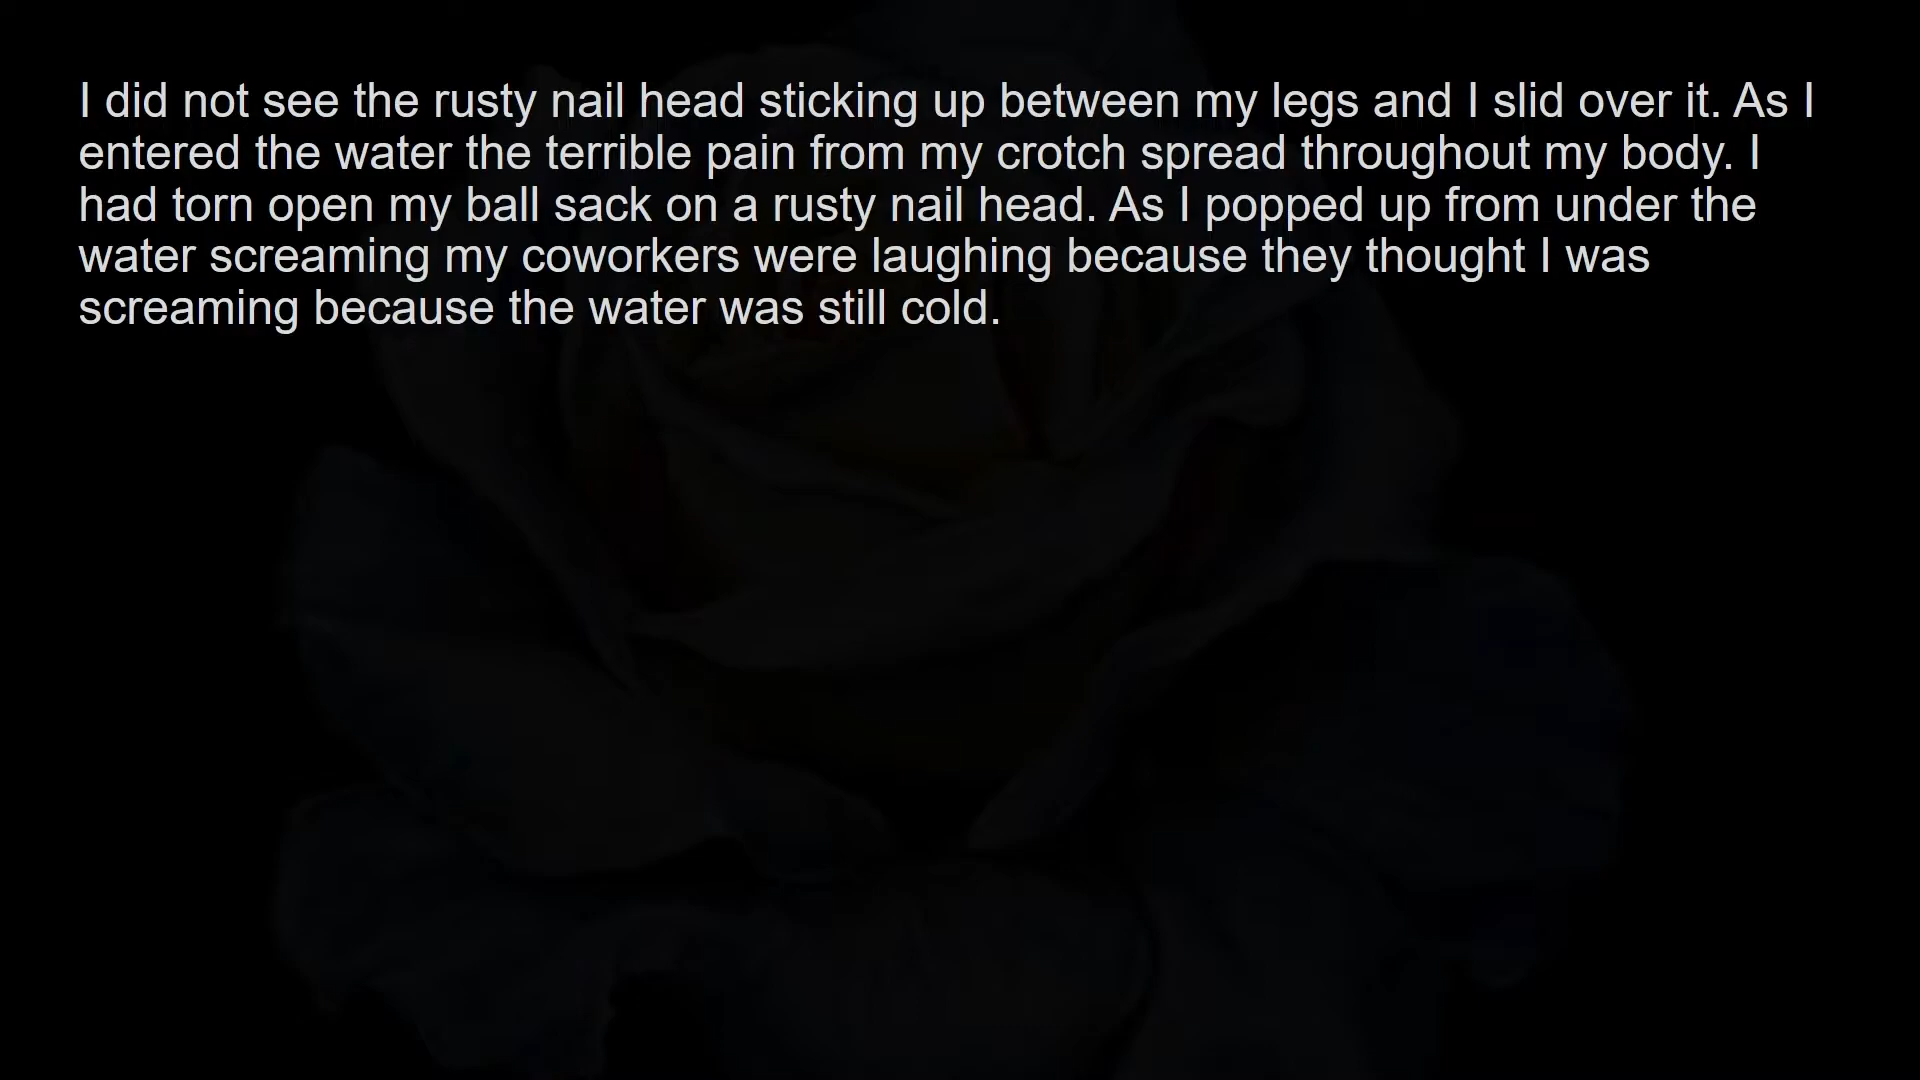 I did not see the rusty nail head sticking up between my legs and I slid over it. As I
entered the water the terrible pain from my crotch spread throughout my body. I
had torn open my ball sack on a rusty nail head. As I popped up from under the
water screaming my coworkers were laughing because they thought I was
screaming because the water was still cold.